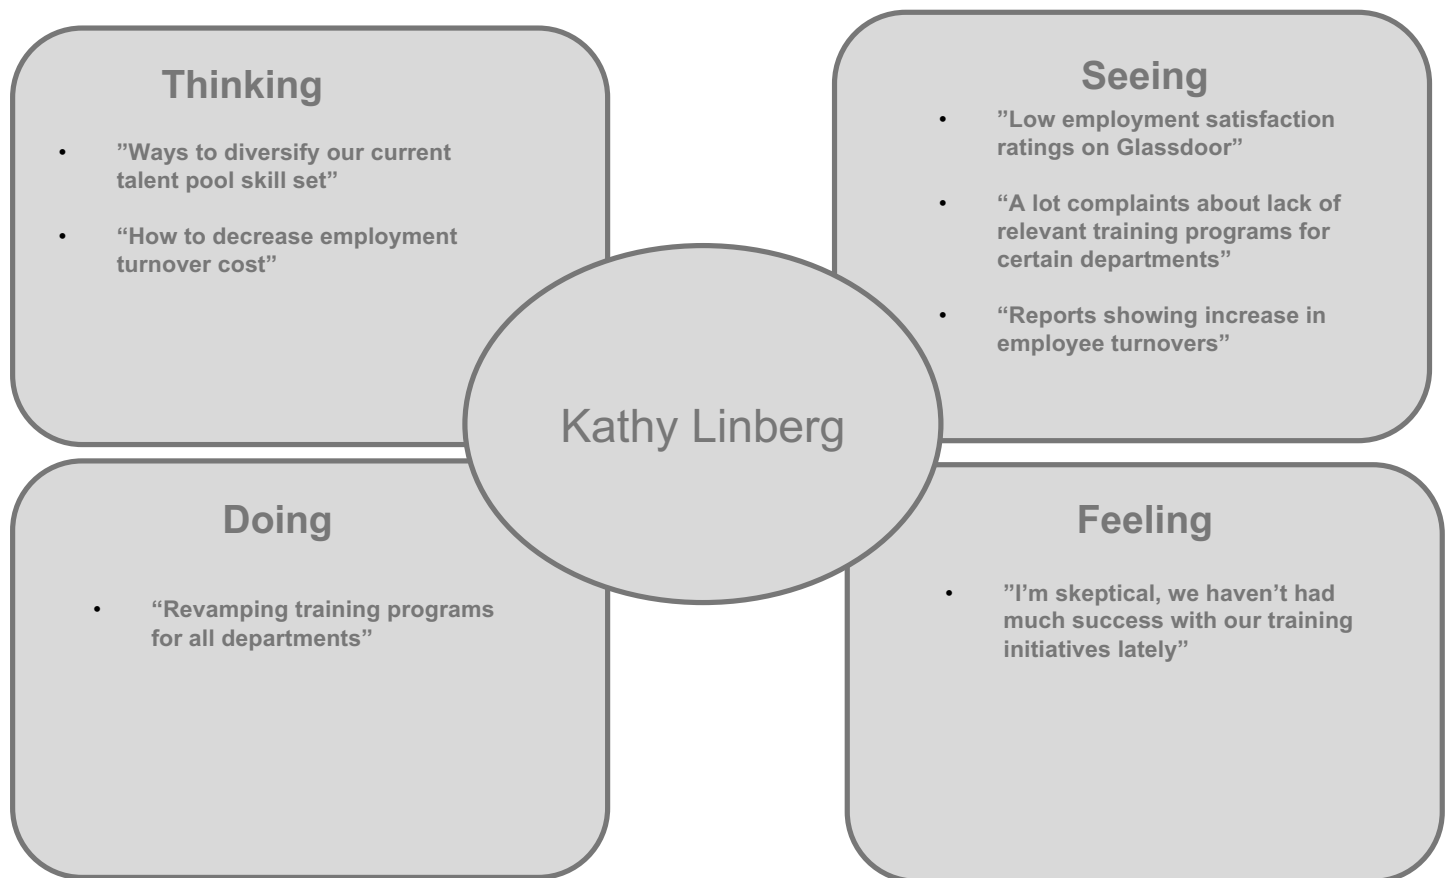 Thinking
• ”Ways to diversify our current
talent pool skill set”
• “How to decrease employment
turnover cost”
Seeing
• ”Low employment satisfaction
ratings on Glassdoor”
• “A lot complaints about lack of
relevant training programs for
certain departments”
• “Reports showing increase in
employee turnovers”
Kathy Linberg
Doing
• “Revamping training programs
for all departments”
Feeling
• ”I’m skeptical, we haven’t had
much success with our training
initiatives lately”